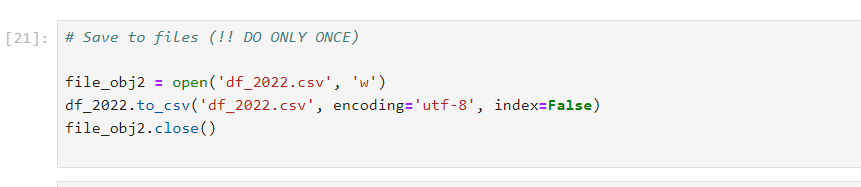 [21]: # Save to files (!! DO ONLY ONCE)
file_obj2 = open('df_2022.csv', 'w')
df_2022.to_csv('df_2022.csv', encoding='utf-8', index=False)
file_obj2.close()